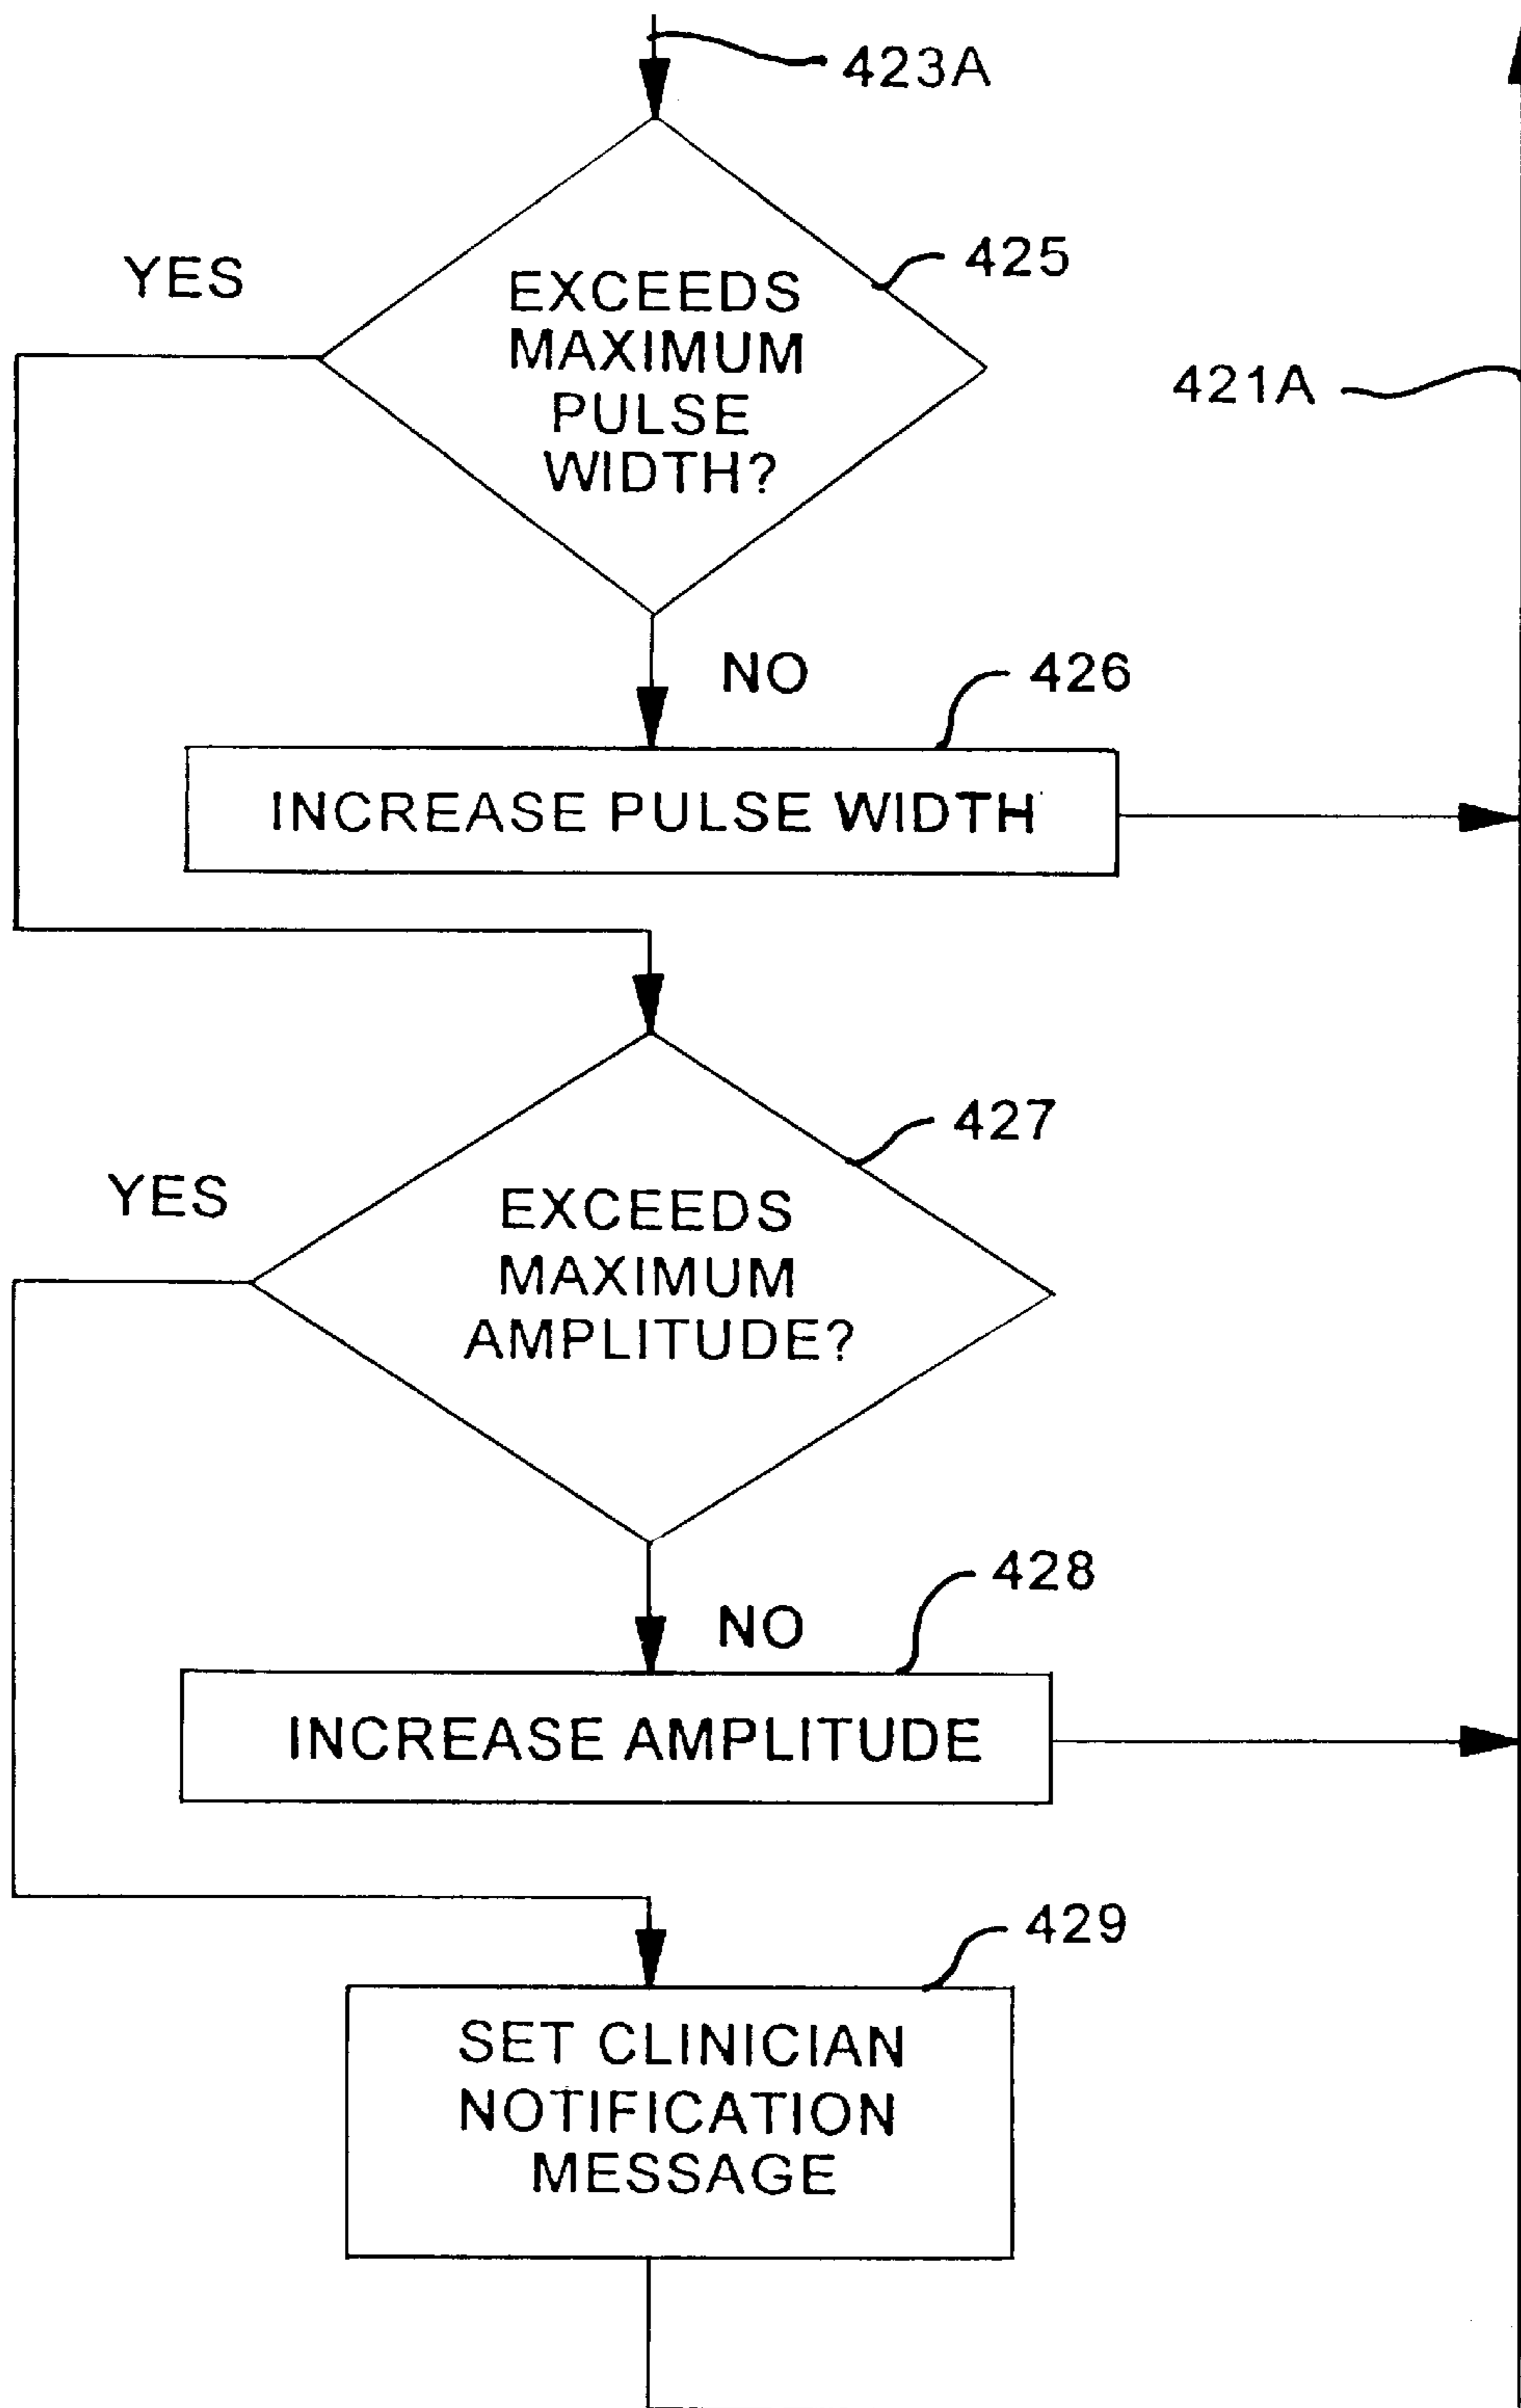 423A
425
YES
EXCEEDS
MAXIMUM
PULSE
WIDTH?
421A
NO
426
INCREASE PULSE WIDTH
427
YES
EXCEEDS
MAXIMUM
AMPLITUDE?
428
NO
INCREASE AMPLITUDE
429
SET CLINICIAN
NOTIFICATION
MESSAGE